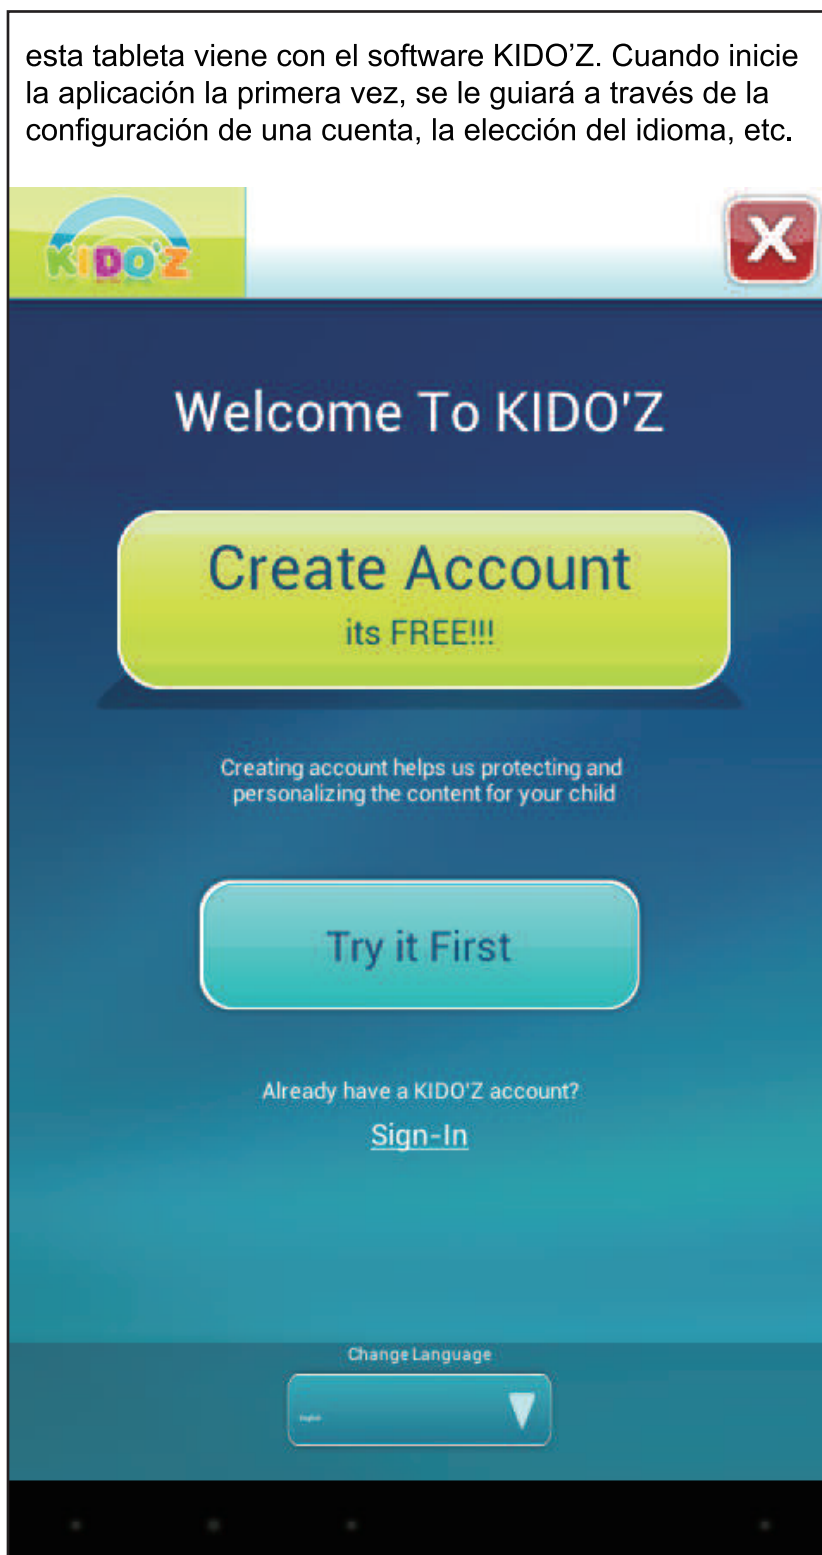 esta tableta viene con el software KIDO’Z. Cuando inicie
la aplicación la primera vez, se le guiará a través de la
configuración de una cuenta, la elección del idioma, etc.
KIDO'Z
X
Welcome To KIDO'Z
Create Account
its FREE!!!
Creating account helps us protecting and
personalizing the content for your child
Try it First
Already have a KIDO'Z account?
Sign-In
Change Language
English